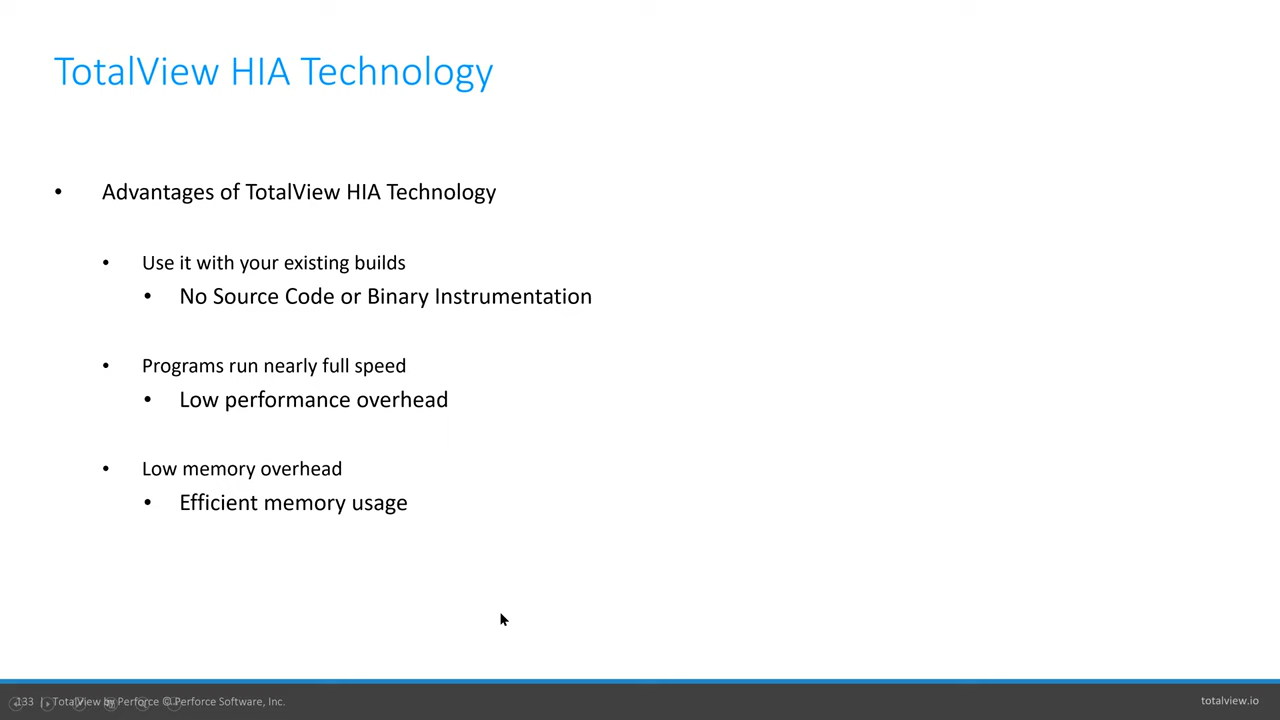 TotalView HIA Technology
• Advantages of TotalView HIA Technology
• Use it with your existing builds
• No Source Code or Binary Instrumentation
• Programs run nearly full speed
• Low performance overhead
• Low memory overhead
• Efficient memory usage
133 | TotalView by Perforce © Perforce Software, Inc.
totalview.io